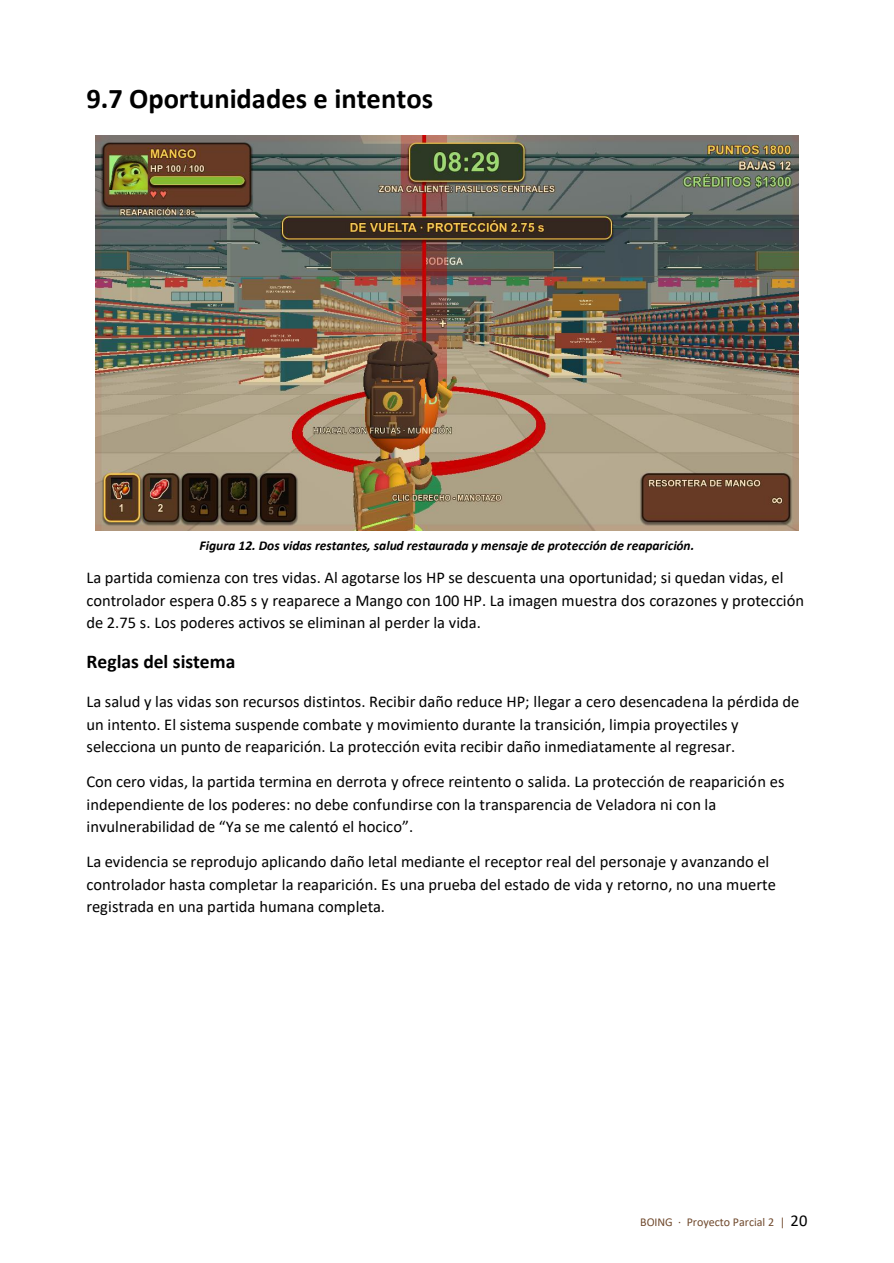 9.7 Oportunidades e intentos
MANGO
HP 100 / 100
REAPARICIÓN 2.8s
08:29
ZONA CALIENTE: PASILLOS CENTRALES
PUNTOS 1800
BAJAS 12
CRÉDITOS $1300
DE VUELTA · PROTECCIÓN 2.75 s
BODEGA
HUACAL CON FRUTAS · MUNICIÓN
CLIC DERECHO · MANOTAZO
1
2
3
4
5
RESORTERA DE MANGO
∞
Figura 12. Dos vidas restantes, salud restaurada y mensaje de protección de reaparición.
La partida comienza con tres vidas. Al agotarse los HP se descuenta una oportunidad; si quedan vidas, el
controlador espera 0.85 s y reaparece a Mango con 100 HP. La imagen muestra dos corazones y protección
de 2.75 s. Los poderes activos se eliminan al perder la vida.
Reglas del sistema
La salud y las vidas son recursos distintos. Recibir daño reduce HP; llegar a cero desencadena la pérdida de
un intento. El sistema suspende combate y movimiento durante la transición, limpia proyectiles y
selecciona un punto de reaparición. La protección evita recibir daño inmediatamente al regresar.
Con cero vidas, la partida termina en derrota y ofrece reintento o salida. La protección de reaparición es
independiente de los poderes: no debe confundirse con la transparencia de Veladora ni con la
invulnerabilidad de “Ya se me calentó el hocico”.
La evidencia se reprodujo aplicando daño letal mediante el receptor real del personaje y avanzando el
controlador hasta completar la reaparición. Es una prueba del estado de vida y retorno, no una muerte
registrada en una partida humana completa.
BOING · Proyecto Parcial 2 | 20